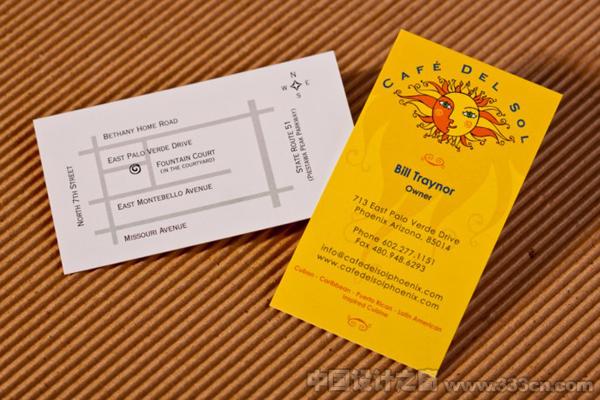 N
W E
S
BETHANY HOME ROAD
EAST PALO VERDE DRIVE
FOUNTAIN COURT
(IN THE COURTYARD)
EAST MONTEBELLO AVENUE
MISSOURI AVENUE
NORTH 7TH STREET
STATE ROUTE 51
(PIESTAWA PEAK PARKWAY)
CAFÉ DEL SOL
Bill Traynor
Owner
713 East Palo Verde Drive
Phoenix Arizona, 85014
Phone 602.277.1151
Fax 480.948.6293
info@cafedelsolphoenix.com
www.cafedelsolphoenix.com
Cuban - Caribbean - Puerto Rican - Latin American
Inspired Cuisine
中国设计之窗 www.333cn.com